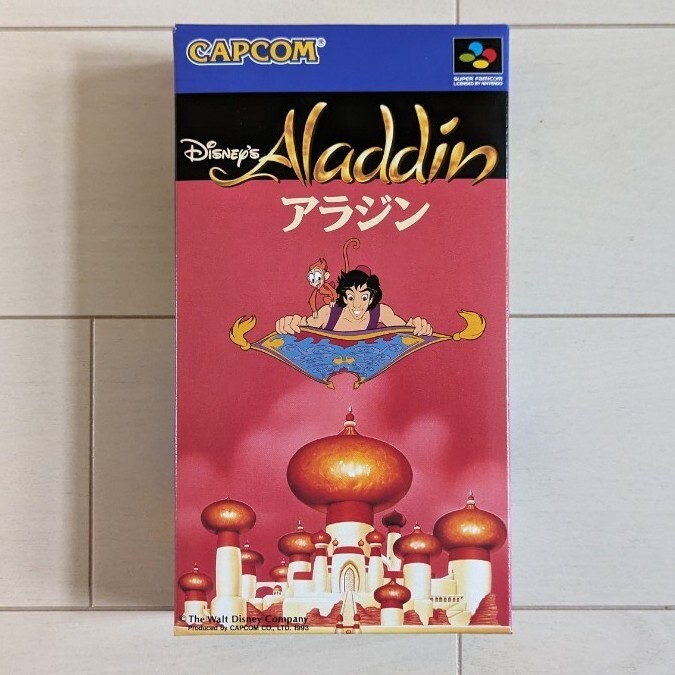 CAPCOM®
SUPER FAMICOM
LICENSED BY NINTENDO
DISNEY'S Aladdin
アラジン
© The Walt Disney Company
Produced by CAPCOM CO., LTD. 1993